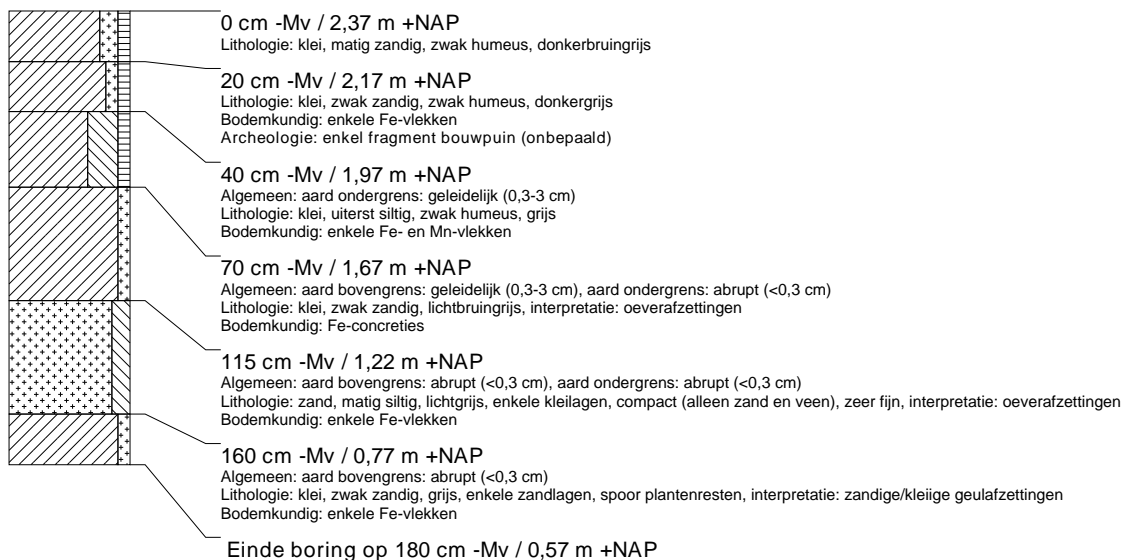 0 cm -Mv / 2,37 m +NAP
Lithologie: klei, matig zandig, zwak humeus, donkerbruingrijs
20 cm -Mv / 2,17 m +NAP
Lithologie: klei, zwak zandig, zwak humeus, donkergrijs
Bodemkundig: enkele Fe-vlekken
Archeologie: enkel fragment bouwpuin (onbepaald)
40 cm -Mv / 1,97 m +NAP
Algemeen: aard ondergrens: geleidelijk (0,3-3 cm)
Lithologie: klei, uiterst siltig, zwak humeus, grijs
Bodemkundig: enkele Fe- en Mn-vlekken
70 cm -Mv / 1,67 m +NAP
Algemeen: aard bovengrens: geleidelijk (0,3-3 cm), aard ondergrens: abrupt (<0,3 cm)
Lithologie: klei, zwak zandig, lichtbruingrijs, interpretatie: oeverafzettingen
Bodemkundig: Fe-concreties
115 cm -Mv / 1,22 m +NAP
Algemeen: aard bovengrens: abrupt (<0,3 cm), aard ondergrens: abrupt (<0,3 cm)
Lithologie: zand, matig siltig, lichtgrijs, enkele kleilagen, compact (alleen zand en veen), zeer fijn, interpretatie: oeverafzettingen
Bodemkundig: enkele Fe-vlekken
160 cm -Mv / 0,77 m +NAP
Algemeen: aard bovengrens: abrupt (<0,3 cm)
Lithologie: klei, zwak zandig, grijs, enkele zandlagen, spoor plantenresten, interpretatie: zandige/kleiige geulafzettingen
Bodemkundig: enkele Fe-vlekken
Einde boring op 180 cm -Mv / 0,57 m +NAP